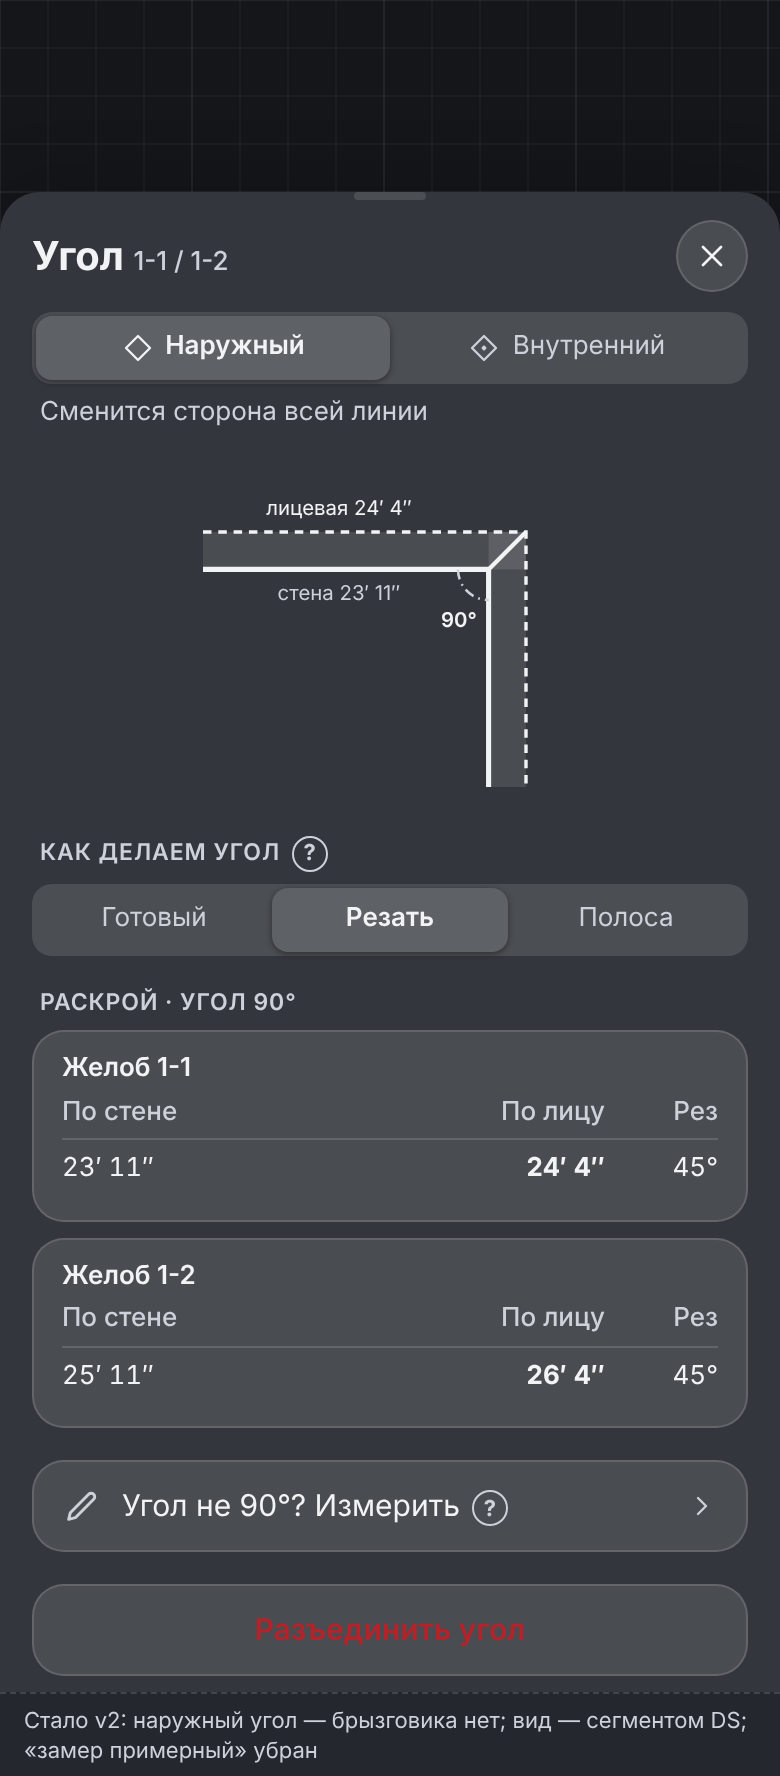 Угол 1-1 / 1-2
Наружный Внутренний
Сменится сторона всей линии
лицевая 24′ 4″
стена 23′ 11″
90°
КАК ДЕЛАЕМ УГОЛ ?
Готовый Резать Полоса
РАСКРОЙ · УГОЛ 90°
Желоб 1-1
По стене По лицу Рез
23′ 11″ 24′ 4″ 45°
Желоб 1-2
По стене По лицу Рез
25′ 11″ 26′ 4″ 45°
Угол не 90°? Измерить ?
Разъединить угол
Стало v2: наружный угол — брызговика нет; вид — сегментом DS;
«замер примерный» убран